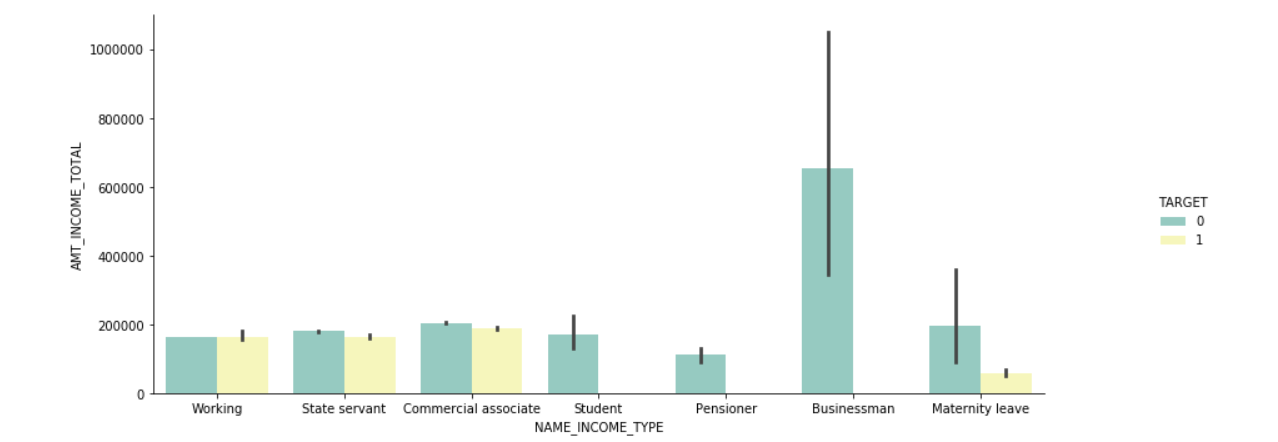 1000000
800000
600000
400000
200000
0
AMT_INCOME_TOTAL
Working State servant Commercial associate Student Pensioner Businessman Maternity leave
NAME_INCOME_TYPE
TARGET
0
1